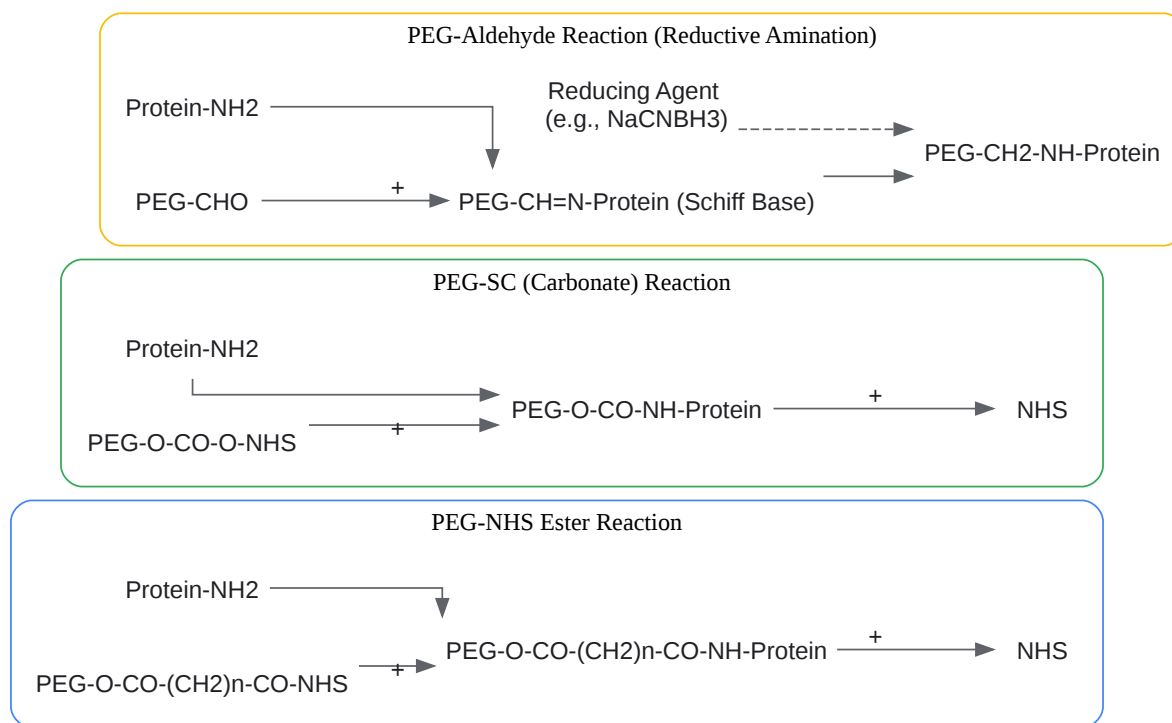 PEG-Aldehyde Reaction (Reductive Amination)
Protein-NH2
Reducing Agent
(e.g., NaCNBH3)
PEG-CH2-NH-Protein
PEG-CHO
+
PEG-CH=N-Protein (Schiff Base)
PEG-SC (Carbonate) Reaction
Protein-NH2
PEG-O-CO-O-NHS
+
PEG-O-CO-NH-Protein
+
NHS
PEG-NHS Ester Reaction
Protein-NH2
PEG-O-CO-(CH2)n-CO-NHS
+
PEG-O-CO-(CH2)n-CO-NH-Protein
+
NHS